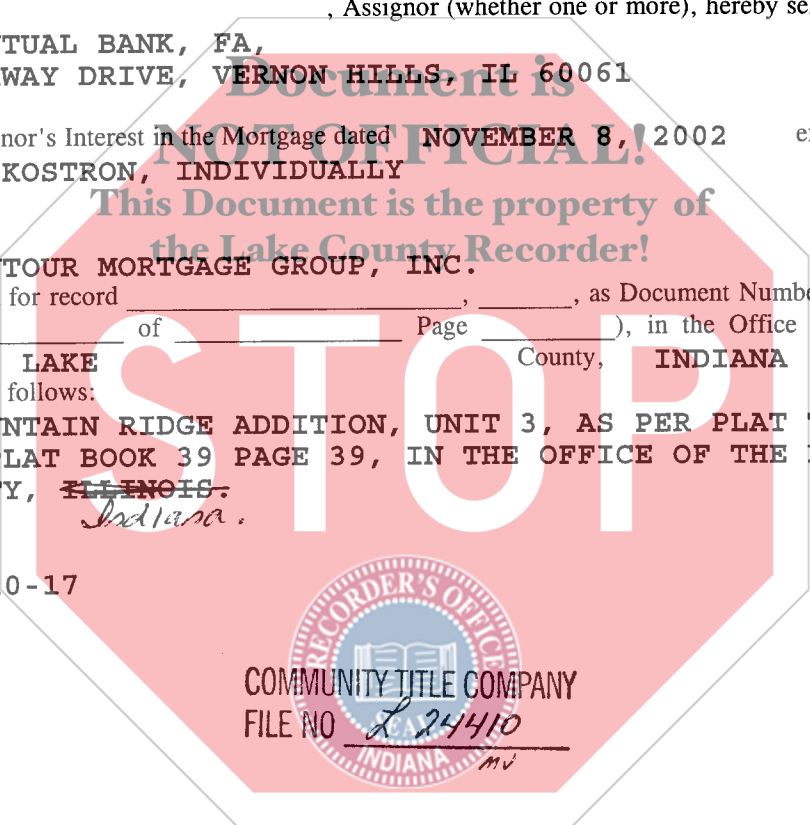 , Assignor (whether one or more), hereby se
TUAL BANK, FA,
WAY DRIVE, VERNON HILLS, IL 60061
Document is
nor's Interest in the Mortgage dated NOVEMBER 8, 2002 e
NOT OFFICIAL!
KOSTRON, INDIVIDUALLY
This Document is the property of
the Lake County Recorder!
TOUR MORTGAGE GROUP, INC.
for record , , as Document Numbe
of Page ), in the Office
LAKE County, INDIANA
follows:
STOP
NTAIN RIDGE ADDITION, UNIT 3, AS PER PLAT
LAT BOOK 39 PAGE 39, IN THE OFFICE OF THE
Y, ILLINOIS.
Indiana.
0-17
RECORDER'S OFFICE
COMMUNITY TITLE COMPANY
FILE NO L 24410
SEAL
INDIANA
mv